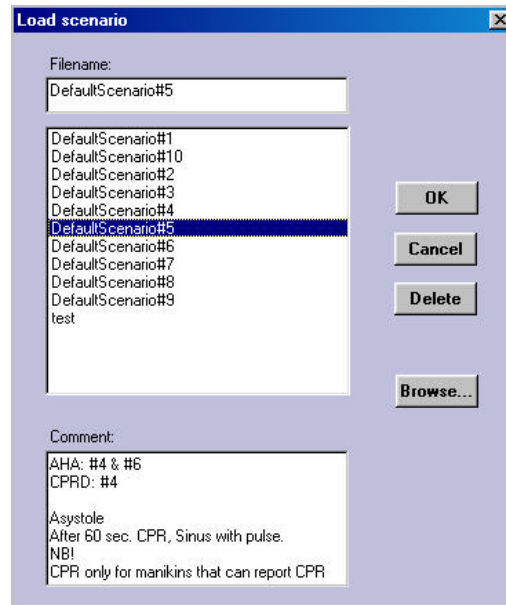 Load scenario
Filename:
DefaultScenario#5
DefaultScenario#1
DefaultScenario#10
DefaultScenario#2
DefaultScenario#3
DefaultScenario#4
DefaultScenario#5
DefaultScenario#6
DefaultScenario#7
DefaultScenario#8
DefaultScenario#9
test
OK
Cancel
Delete
Browse...
Comment:
AHA: #4 & #6
CPRD: #4
Asystole
After 60 sec. CPR, Sinus with pulse.
NB!
CPR only for manikins that can report CPR